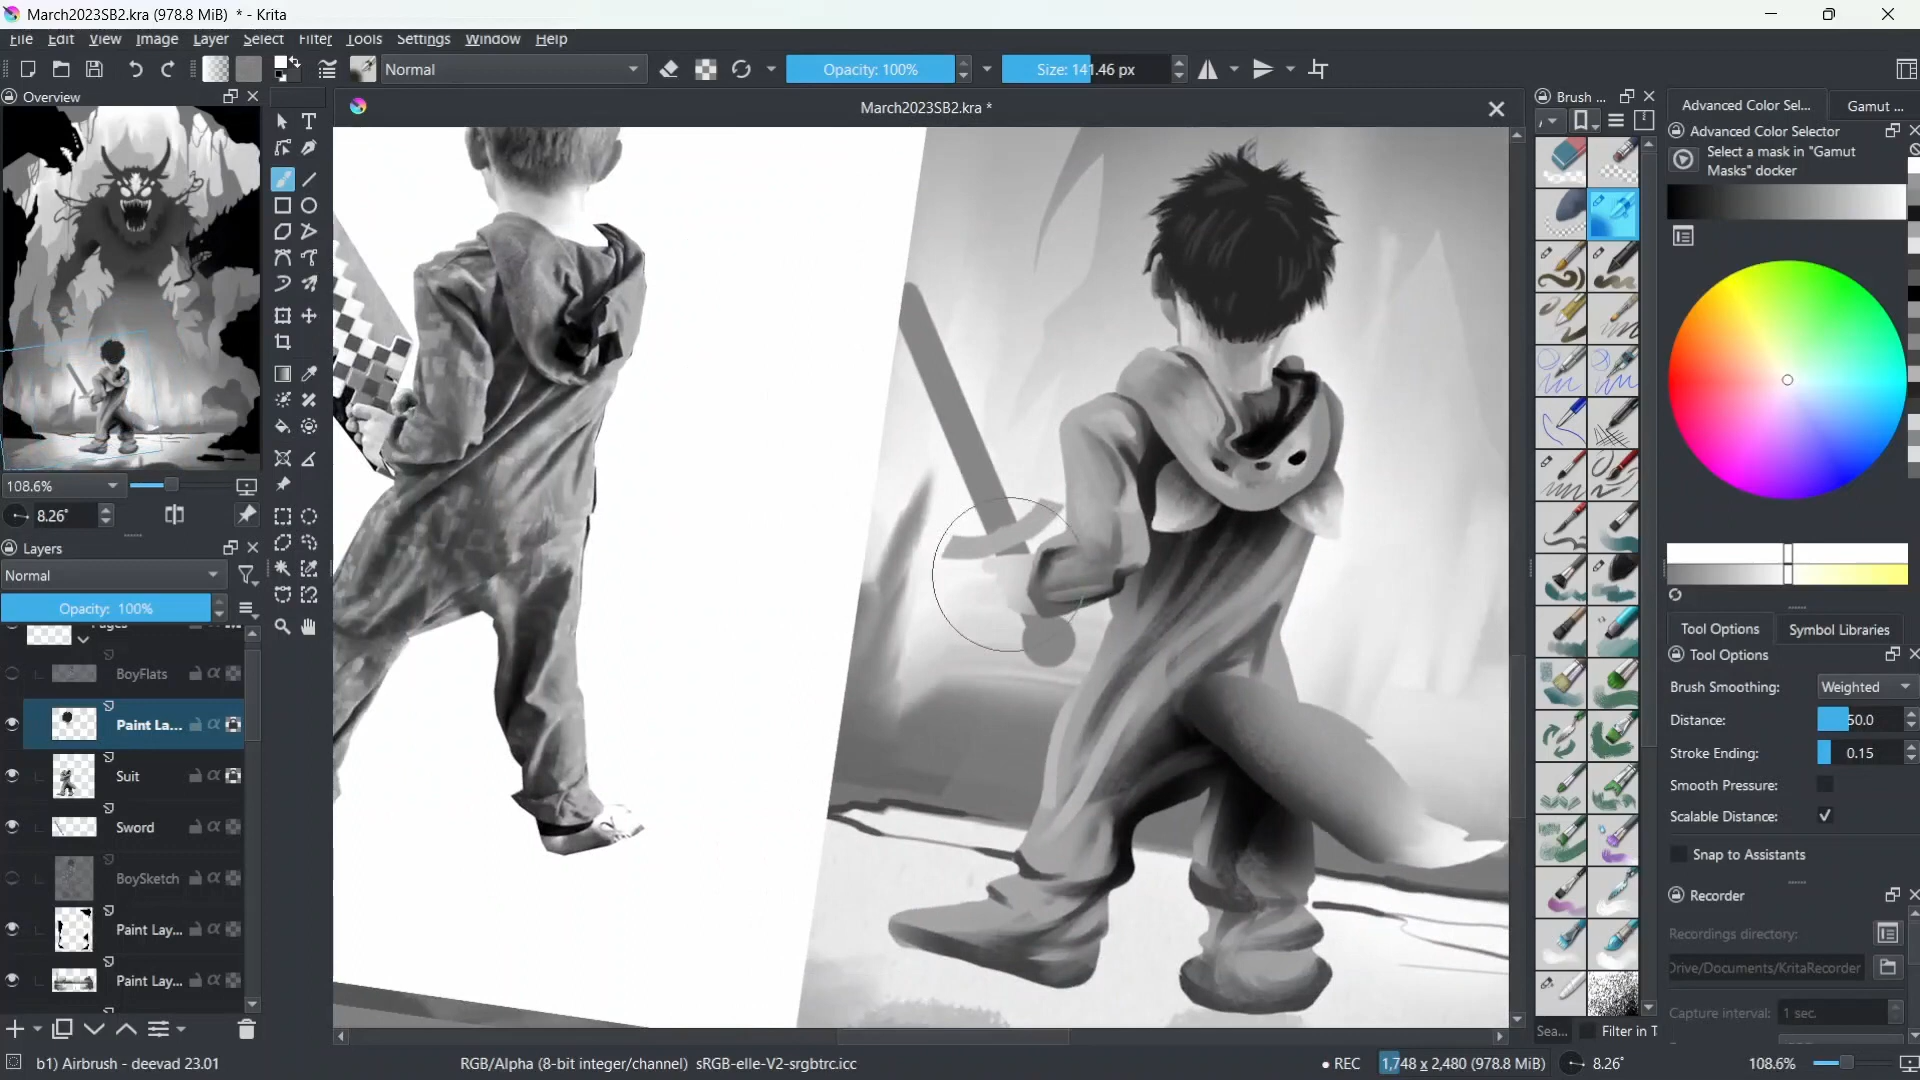 March2023SB2.kra (978.8 MiB) * - Krita
File Edit View Image Layer Select Filter Tools Settings Window Help
Normal
Opacity: 100%
Size: 141.46 px
Overview
March2023SB2.kra *
Brush ...
Advanced Color Sel...
Gamut ...
Advanced Color Selector
Select a mask in "Gamut
Masks" docker
108.6%
8.26°
Layers
Normal
Opacity: 100%
Pages
BoyFlats
Paint La...
Suit
Sword
BoySketch
Paint Lay...
Paint Lay...
Tool Options
Symbol Libraries
Tool Options
Brush Smoothing:
Weighted
Distance:
50.0
Stroke Ending:
0.15
Smooth Pressure:
Scalable Distance:
Snap to Assistants
Recorder
Recordings directory:
Drive/Documents/KritaRecorder
Capture interval:
1 sec.
Sea...
Filter in T
b1) Airbrush - deevad 23.01
RGB/Alpha (8-bit integer/channel) sRGB-elle-V2-srgbtrc.icc
• REC
1,748 x 2,480 (978.8 MiB)
8.26°
108.6%